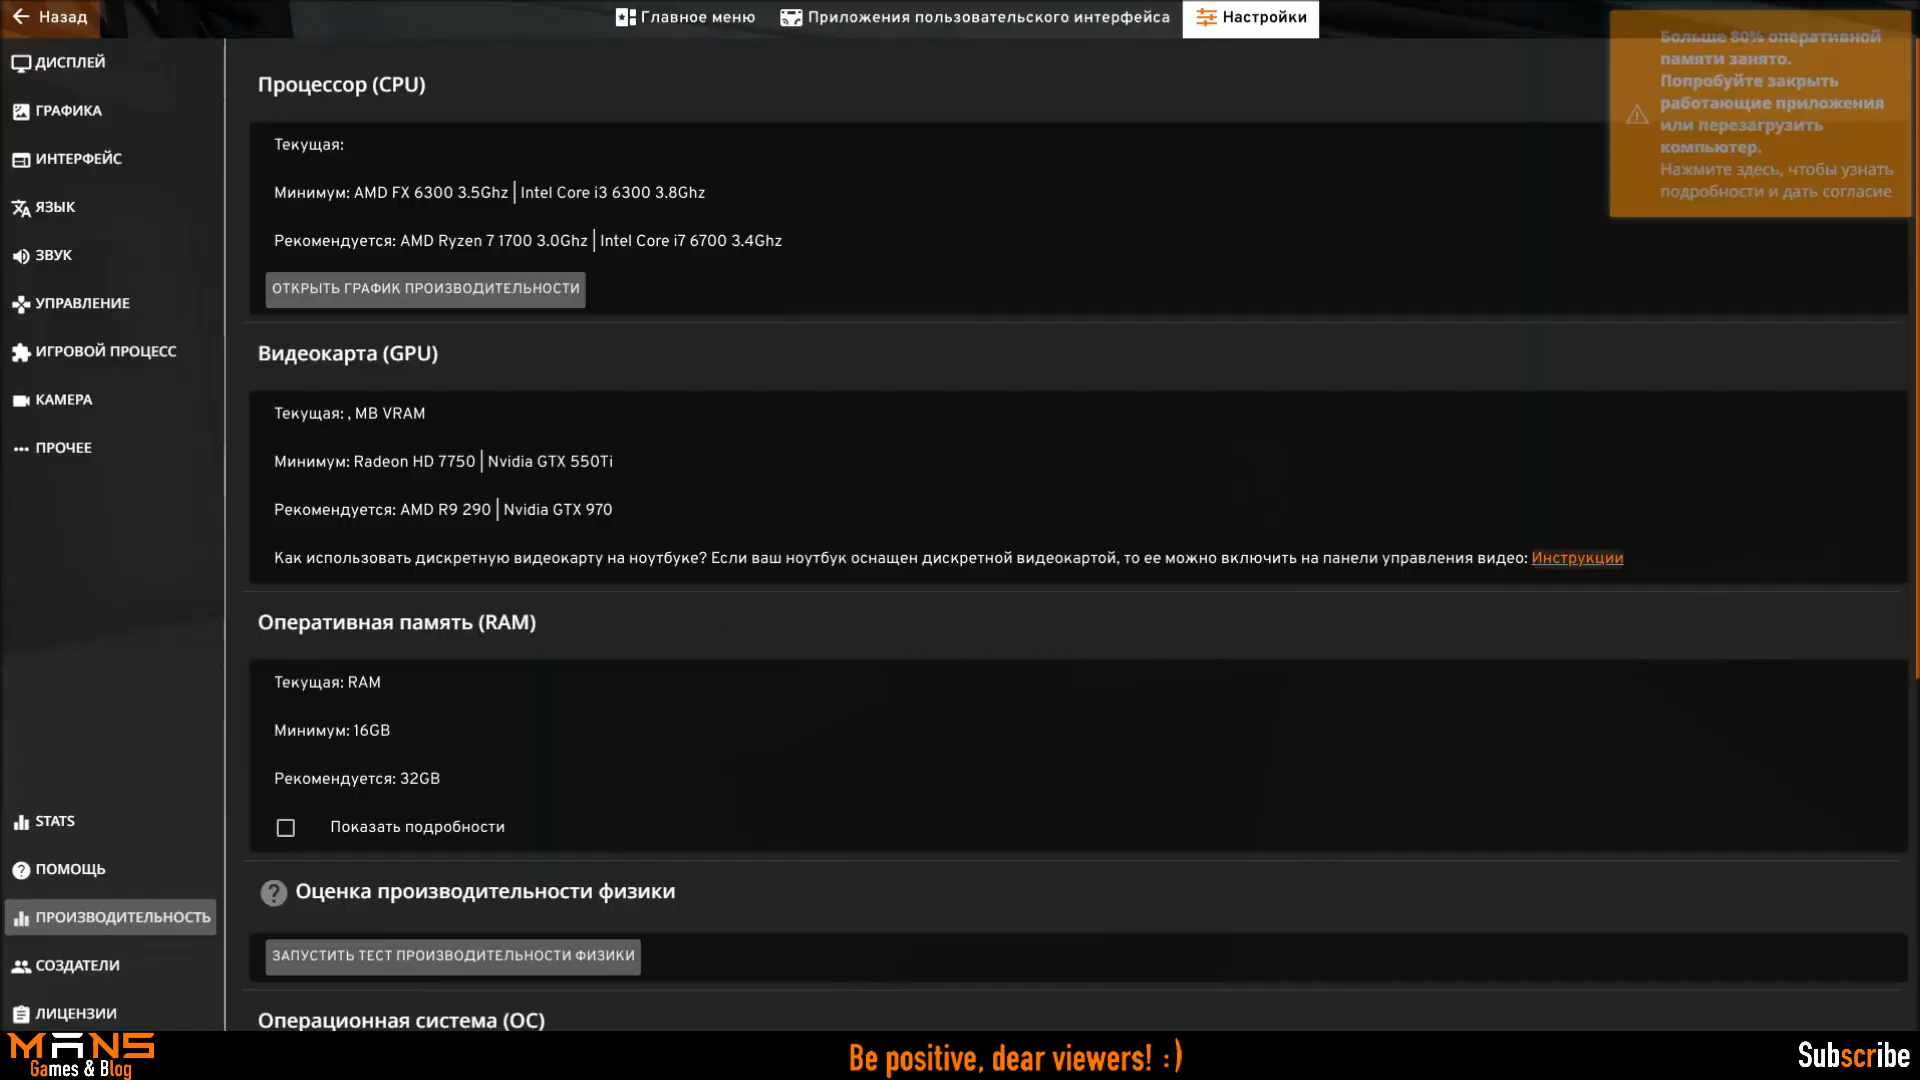 Назад
Главное меню
Приложения пользовательского интерфейса
Настройки
Больше 80% оперативной
памяти занято.
Попробуйте закрыть
работающие приложения
или перезагрузить
компьютер.
Нажмите здесь, чтобы узнать
подробности и дать согласие
ДИСПЛЕЙ
ГРАФИКА
ИНТЕРФЕЙС
ЯЗЫК
ЗВУК
УПРАВЛЕНИЕ
ИГРОВОЙ ПРОЦЕСС
КАМЕРА
ПРОЧЕЕ
STATS
ПОМОЩЬ
ПРОИЗВОДИТЕЛЬНОСТЬ
СОЗДАТЕЛИ
ЛИЦЕНЗИИ
Процессор (CPU)
Текущая:
Минимум: AMD FX 6300 3.5Ghz | Intel Core i3 6300 3.8Ghz
Рекомендуется: AMD Ryzen 7 1700 3.0Ghz | Intel Core i7 6700 3.4Ghz
ОТКРЫТЬ ГРАФИК ПРОИЗВОДИТЕЛЬНОСТИ
Видеокарта (GPU)
Текущая: , MB VRAM
Минимум: Radeon HD 7750 | Nvidia GTX 550Ti
Рекомендуется: AMD R9 290 | Nvidia GTX 970
Как использовать дискретную видеокарту на ноутбуке? Если ваш ноутбук оснащен дискретной видеокартой, то ее можно включить на панели управления видео: Инструкции
Оперативная память (RAM)
Текущая: RAM
Минимум: 16GB
Рекомендуется: 32GB
Показать подробности
Оценка производительности физики
ЗАПУСТИТЬ ТЕСТ ПРОИЗВОДИТЕЛЬНОСТИ ФИЗИКИ
Операционная система (ОС)
MANS
Games & Blog
Be positive, dear viewers! :)
Subscribe